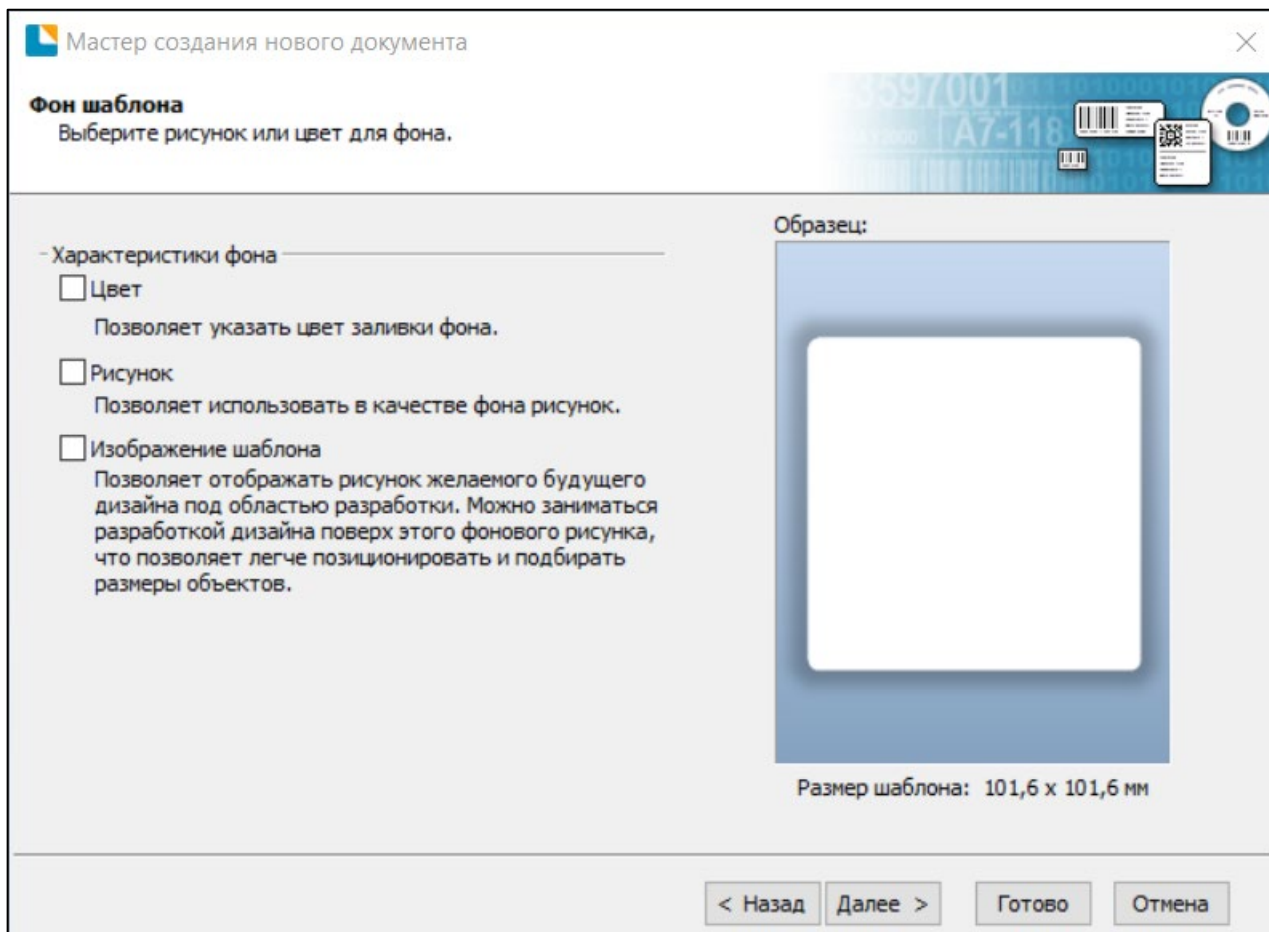 Мастер создания нового документа
Фон шаблона
Выберите рисунок или цвет для фона.
3597001
A7-118
Характеристики фона
Цвет
Позволяет указать цвет заливки фона.
Рисунок
Позволяет использовать в качестве фона рисунок.
Изображение шаблона
Позволяет отображать рисунок желаемого будущего
дизайна под областью разработки. Можно заниматься
разработкой дизайна поверх этого фонового рисунка,
что позволяет легче позиционировать и подбирать
размеры объектов.
Образец:
Размер шаблона: 101,6 x 101,6 мм
< Назад
Далее >
Готово
Отмена